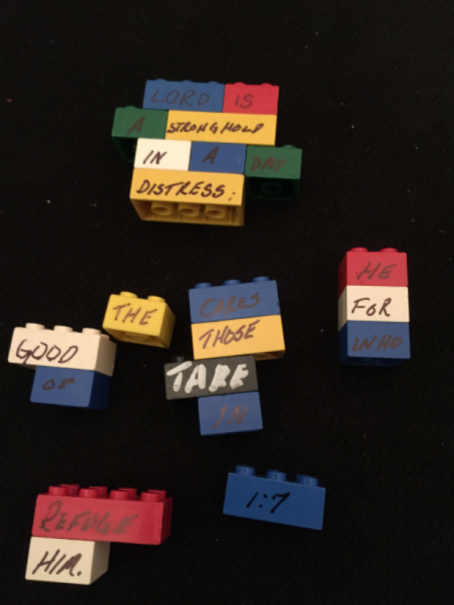 LORD IS
A STRONGHOLD
IN A DAY
DISTRESS;
HE
FOR
WHO
THE
CARES
THOSE
TAKE
IN
GOOD
OF
REFUGE
HIM.
1:7